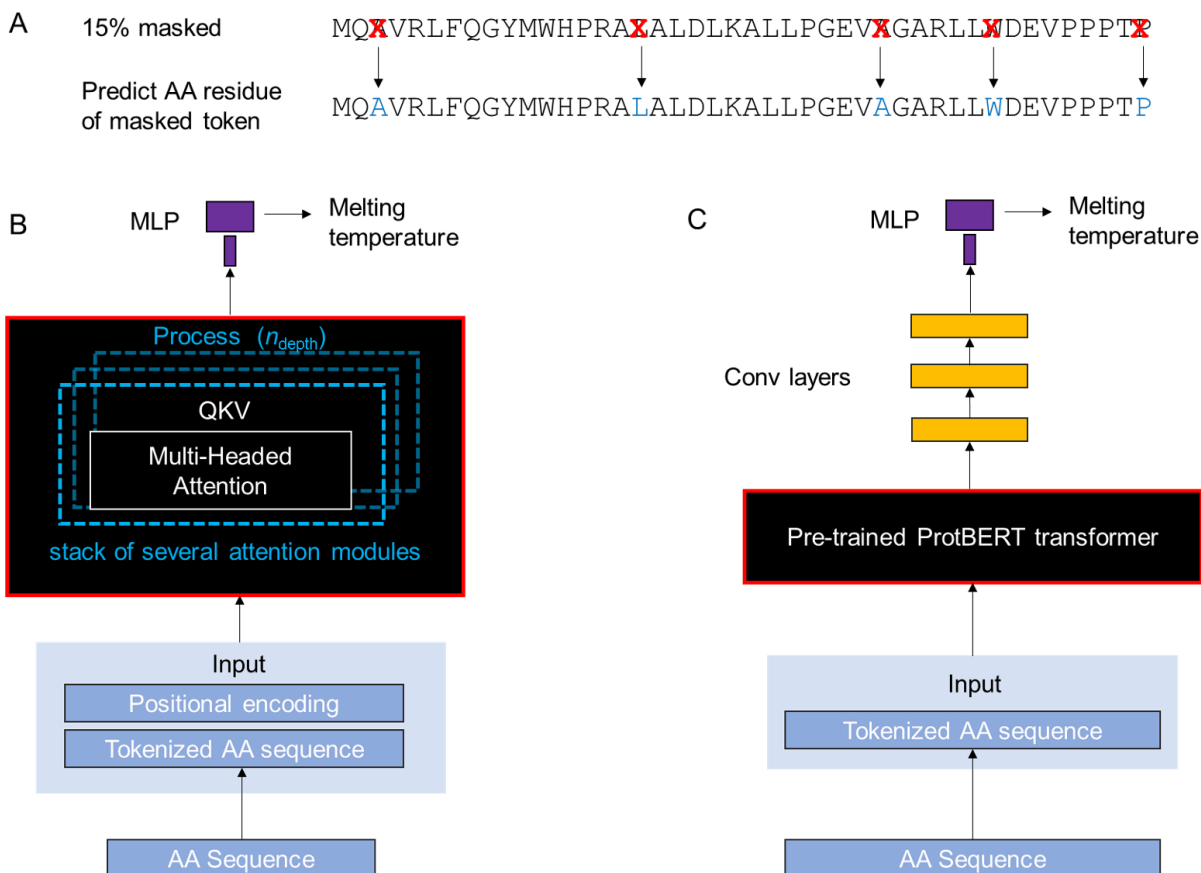 A
15% masked
MQXVRLFQGYMWHPRAXALDLKALLPGEVXGARLLXDEVPPPTX
Predict AA residue
of masked token
MQAVRLFQGYMWHPRALALDLKALLPGEVAGARLLWDEVPPPTP
B
MLP
Melting
temperature
Process (n_depth)
QKV
Multi-Headed
Attention
stack of several attention modules
Input
Positional encoding
Tokenized AA sequence
AA Sequence
C
MLP
Melting
temperature
Conv layers
Pre-trained ProtBERT transformer
Input
Tokenized AA sequence
AA Sequence